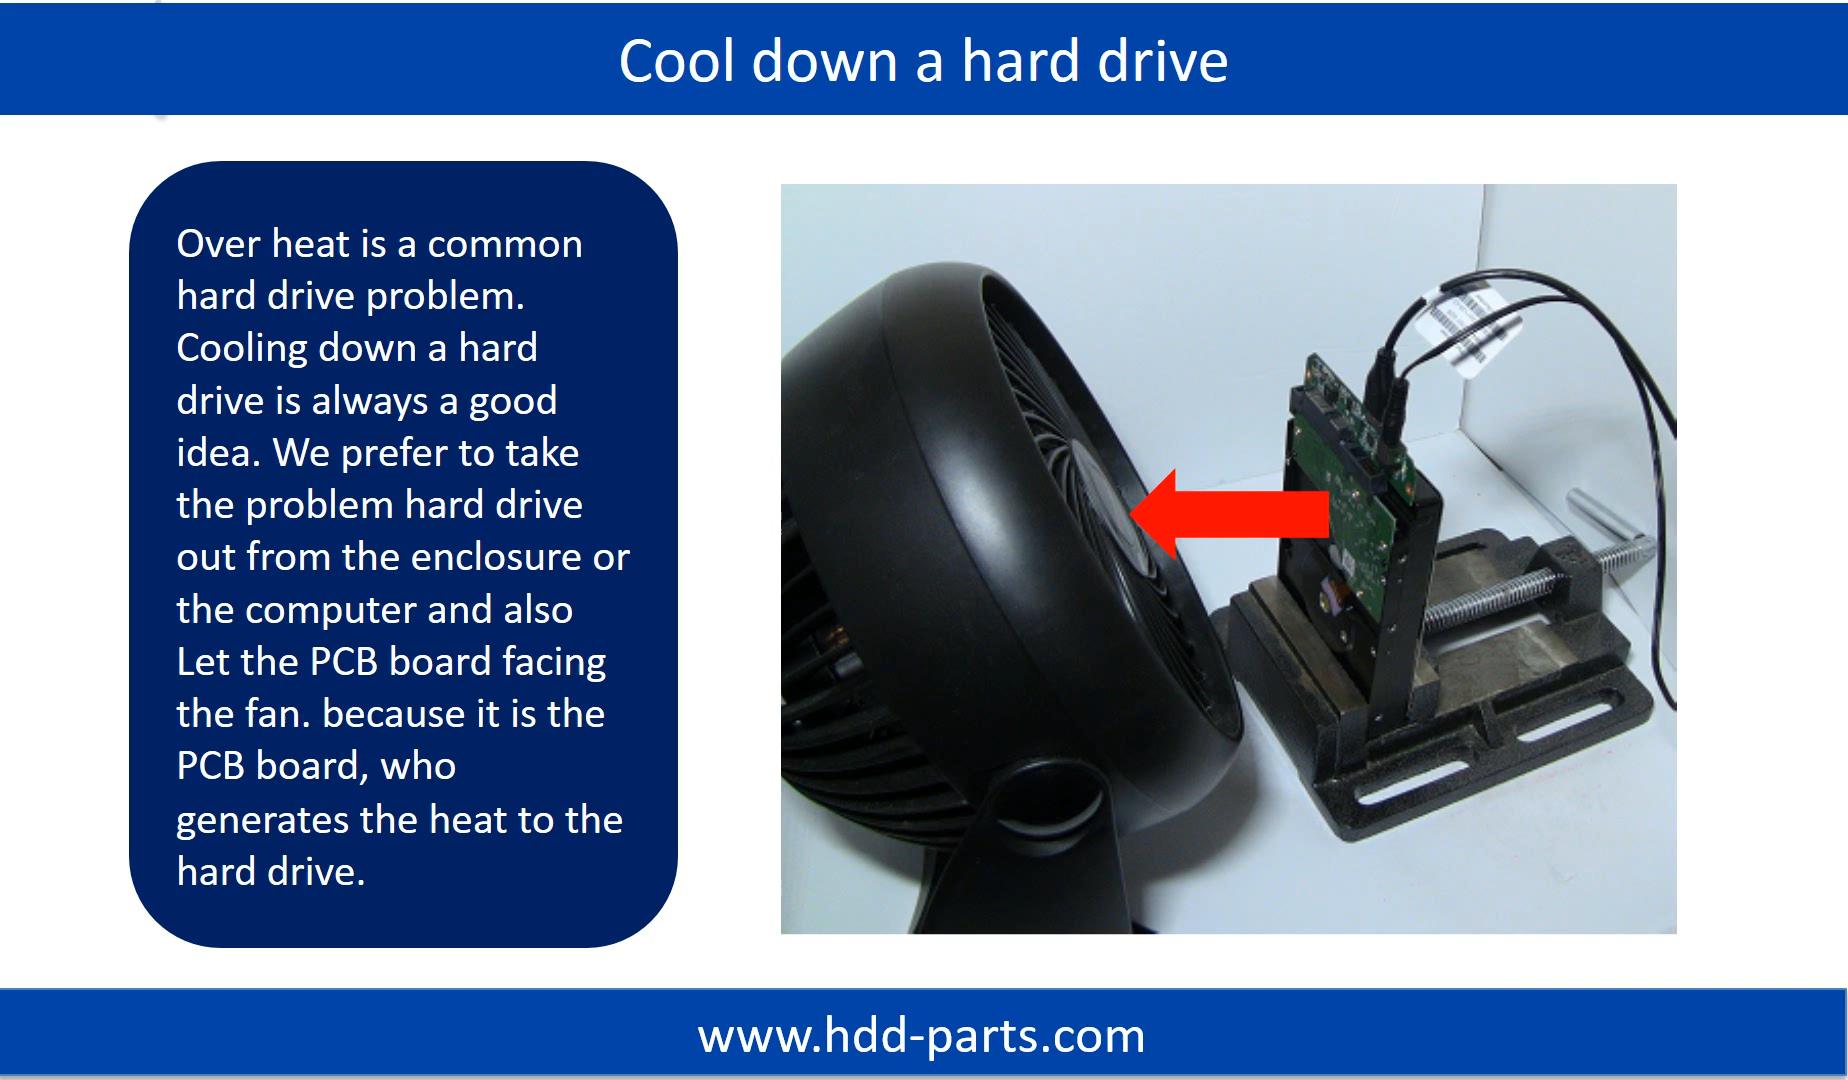 Cool down a hard drive
Over heat is a common
hard drive problem.
Cooling down a hard
drive is always a good
idea. We prefer to take
the problem hard drive
out from the enclosure or
the computer and also
Let the PCB board facing
the fan. because it is the
PCB board, who
generates the heat to the
hard drive.
www.hdd-parts.com